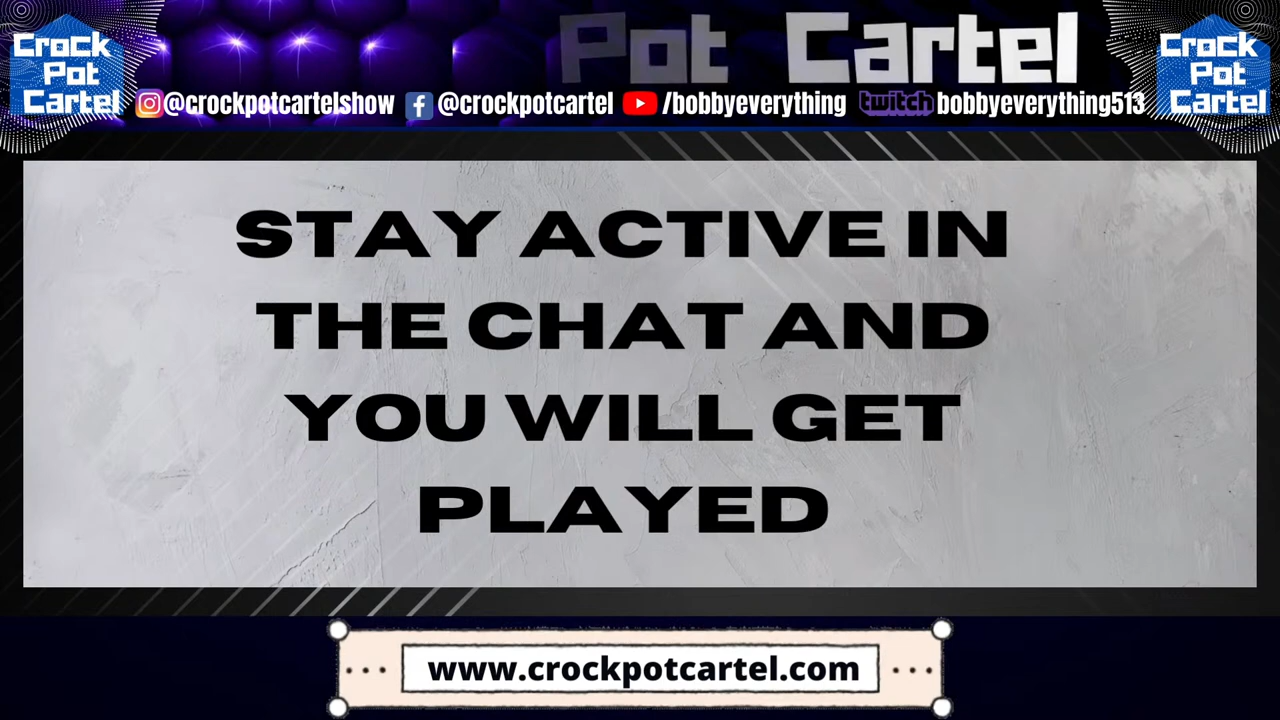 Crock
Pot
Cartel
Pot Cartel
@crockpotcartelshow @crockpotcartel /bobbyeverything twitch bobbyeverything513
Crock
Pot
Cartel
STAY ACTIVE IN
THE CHAT AND
YOU WILL GET
PLAYED
www.crockpotcartel.com